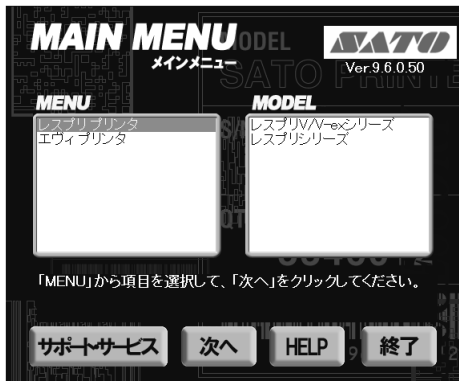 MAIN MENU
メインメニュー
SATO
Ver.9.6.0.50
MENU
MODEL
レスプリプリンタ
エヴィプリンタ
レスプリV/V-exシリーズ
レスプリシリーズ
「MENU」から項目を選択して、「次へ」をクリックしてください。
サポート・サービス
次へ
HELP
終了